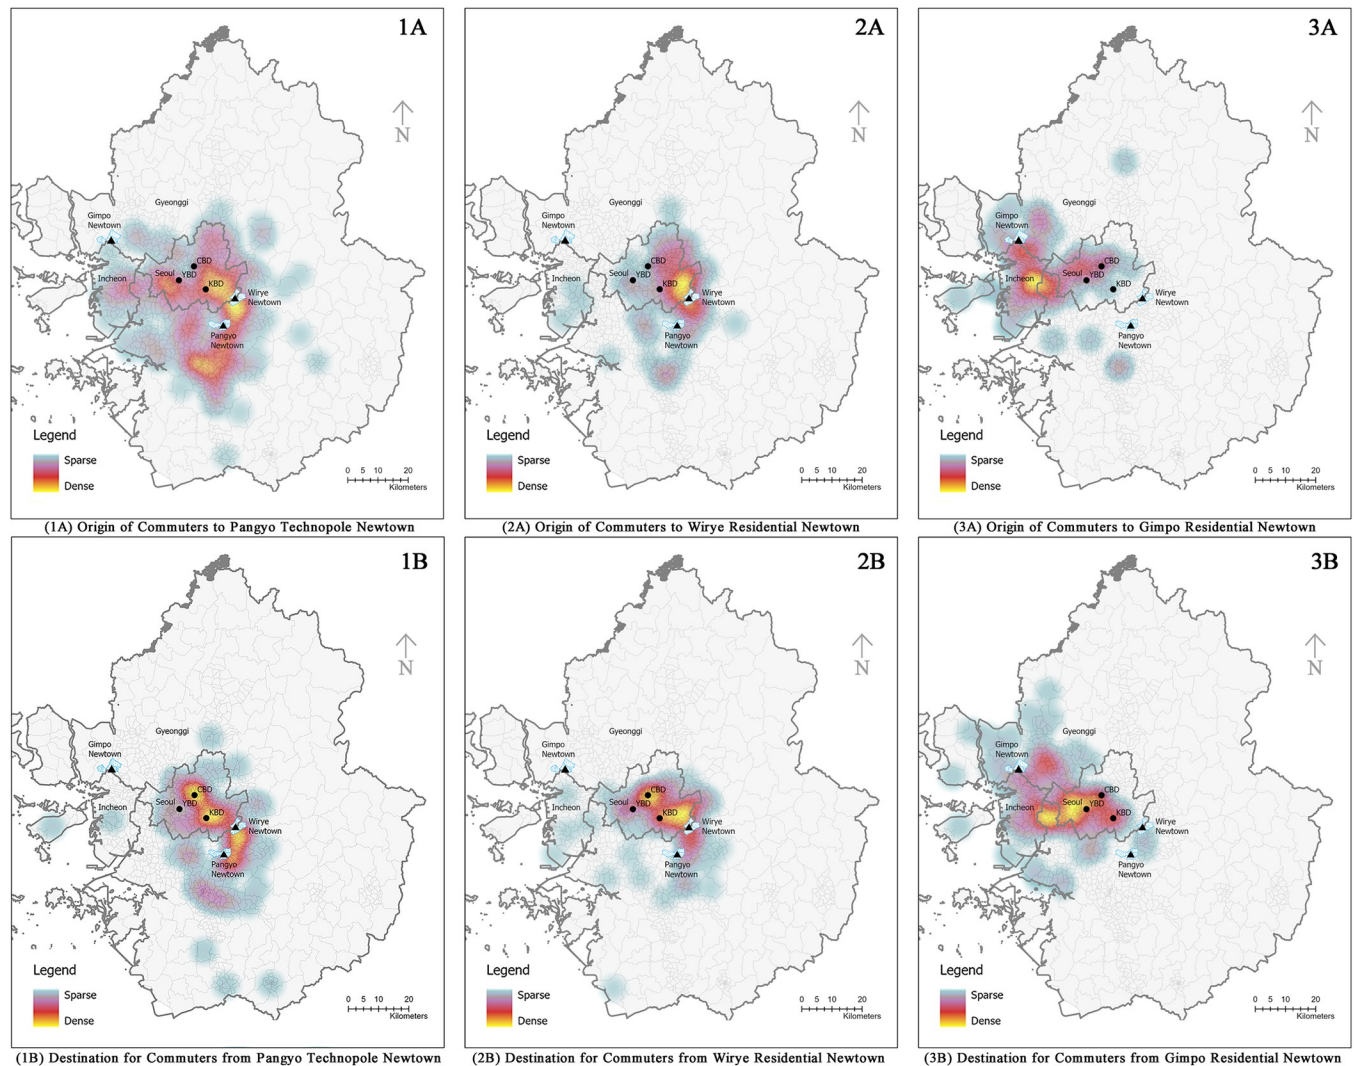 1A
N
Gyeonggi
Gimpo
Newtown
CBD
Seoul
YBD
Incheon
KBD
Wirye
Newtown
Pangyo
Newtown
Legend
Sparse
Dense
0 5 10 20
Kilometers
(1A) Origin of Commuters to Pangyo Technopole Newtown
2A
N
Gyeonggi
Gimpo
Newtown
CBD
Seoul
YBD
Incheon
KBD
Wirye
Newtown
Pangyo
Newtown
Legend
Sparse
Dense
0 5 10 20
Kilometers
(2A) Origin of Commuters to Wirye Residential Newtown
3A
N
Gyeonggi
Gimpo
Newtown
CBD
Seoul
YBD
Incheon
KBD
Wirye
Newtown
Pangyo
Newtown
Legend
Sparse
Dense
0 5 10 20
Kilometers
(3A) Origin of Commuters to Gimpo Residential Newtown
1B
N
Gyeonggi
Gimpo
Newtown
CBD
Seoul
YBD
Incheon
KBD
Wirye
Newtown
Pangyo
Newtown
Legend
Sparse
Dense
0 5 10 20
Kilometers
(1B) Destination for Commuters from Pangyo Technopole Newtown
2B
N
Gyeonggi
Gimpo
Newtown
CBD
Seoul
YBD
Incheon
KBD
Wirye
Newtown
Pangyo
Newtown
Legend
Sparse
Dense
0 5 10 20
Kilometers
(2B) Destination for Commuters from Wirye Residential Newtown
3B
N
Gyeonggi
Gimpo
Newtown
CBD
Seoul
YBD
Incheon
KBD
Wirye
Newtown
Pangyo
Newtown
Legend
Sparse
Dense
0 5 10 20
Kilometers
(3B) Destination for Commuters from Gimpo Residential Newtown